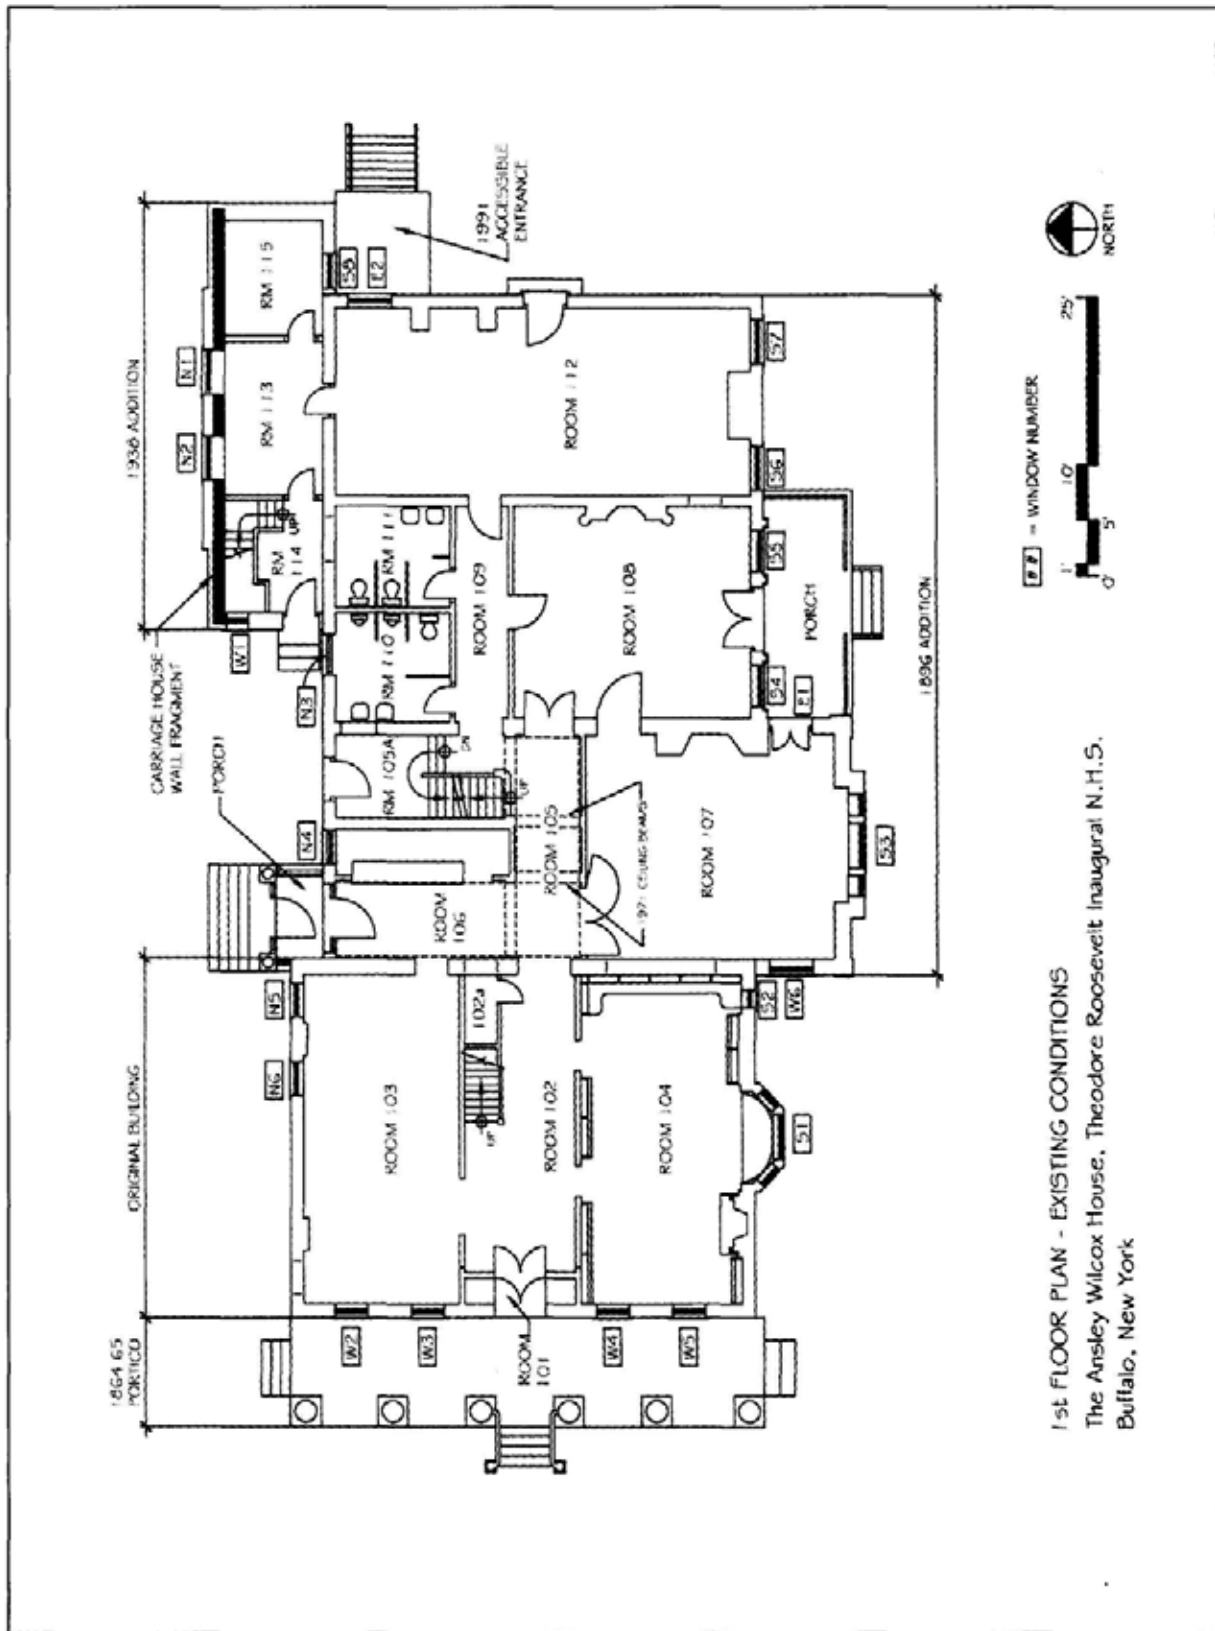 1864-65
PORTICO
ORIGINAL BUILDING
PORCH
CARRIAGE HOUSE
WALL FRAGMENT
1938 ADDITION
N6
N5
N4
N3
W1
N2
N1
RM
114
UP
RM 113
RM 115
S8
E2
1991
ACCESSIBLE
ENTRANCE
W2
W3
ROOM
101
W4
W5
ROOM 103
UP
102a
ROOM 102
ROOM 104
ROOM
106
RM 105A
DN
UP
ROOM 105
1971 CEILING BEAMS
ROOM 107
RM 110
RM 111
ROOM 109
ROOM 108
ROOM 112
S1
S2
W6
S3
E1
S4
PORCH
S5
S6
S7
1896 ADDITION
## = WINDOW NUMBER
1'
10'
25'
0'
5'
NORTH
1st FLOOR PLAN - EXISTING CONDITIONS
The Ansley Wilcox House, Theodore Roosevelt Inaugural N.H.S.
Buffalo, New York